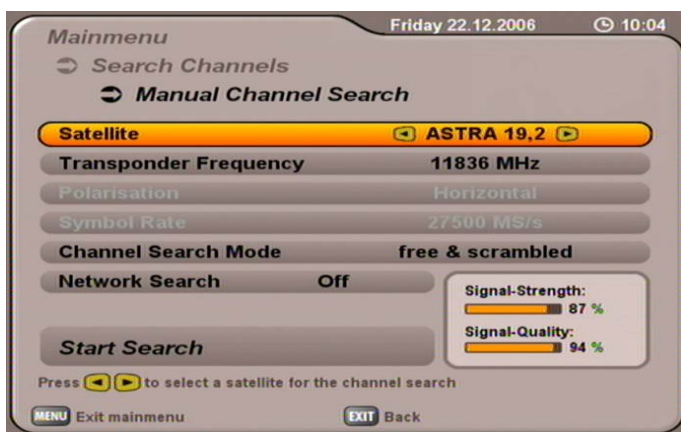 Friday 22.12.2006 10:04
Mainmenu
Search Channels
Manual Channel Search
Satellite ASTRA 19,2
Transponder Frequency 11836 MHz
Polarisation Horizontal
Symbol Rate 27500 MS/s
Channel Search Mode free & scrambled
Network Search Off
Signal-Strength:
87 %
Signal-Quality:
94 %
Start Search
Press to select a satellite for the channel search
MENU Exit mainmenu EXIT Back